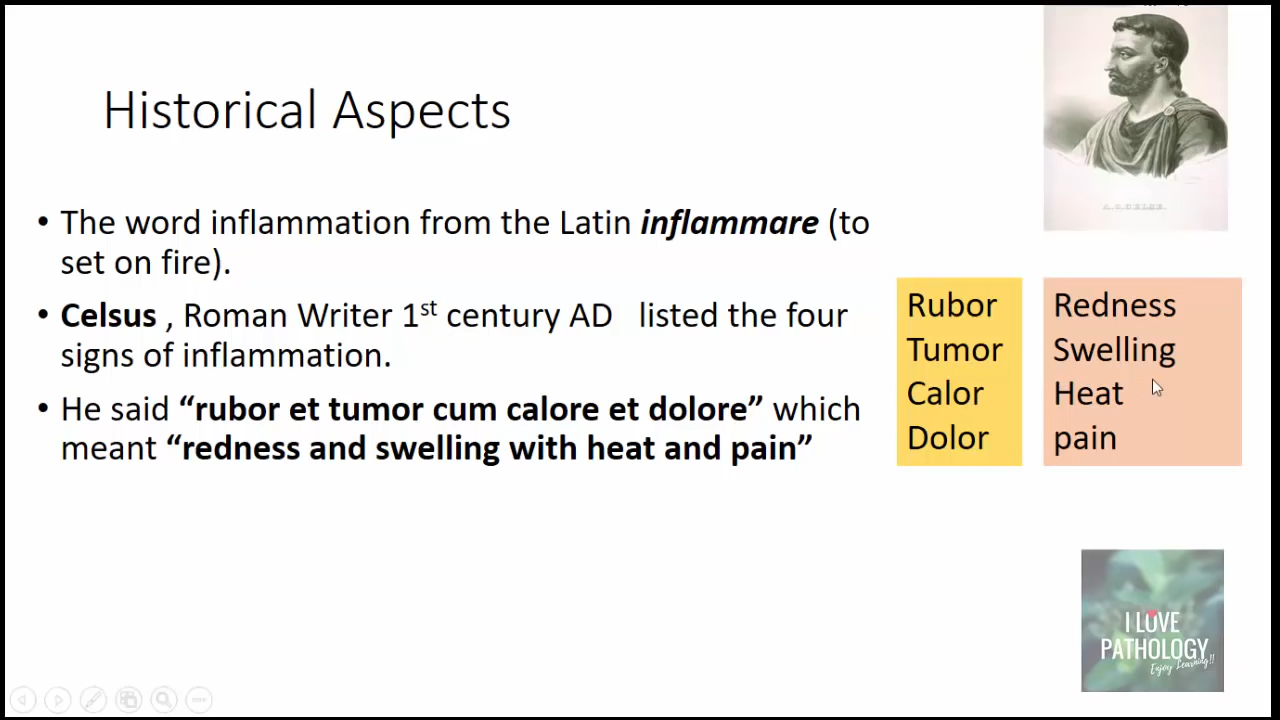 Historical Aspects
• The word inflammation from the Latin inflammare (to
set on fire).
• Celsus , Roman Writer 1st century AD listed the four
signs of inflammation.
• He said “rubor et tumor cum calore et dolore” which
meant “redness and swelling with heat and pain”
Rubor
Tumor
Calor
Dolor
Redness
Swelling
Heat
pain
I LOVE
PATHOLOGY
Enjoy Learning!!